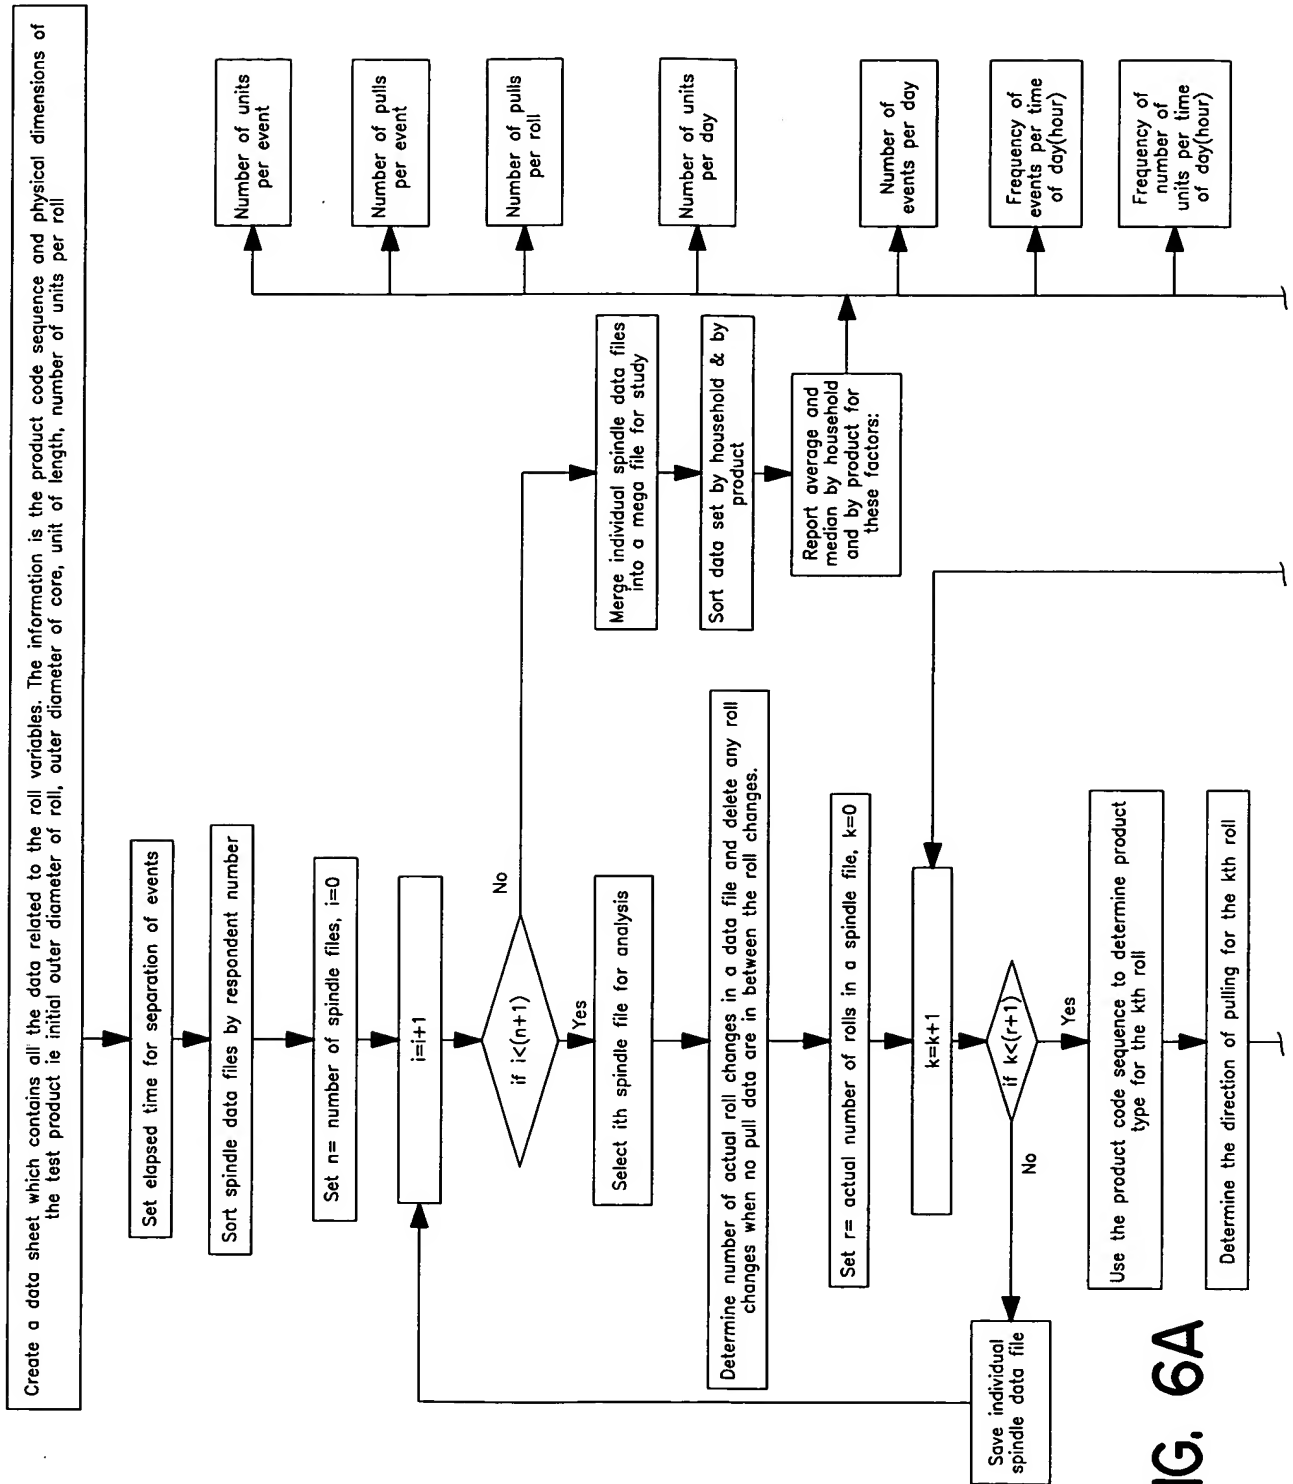 Create a data sheet which contains all the data related to the roll variables. The information is the product code sequence and physical dimensions of
the test product ie initial outer diameter of roll, outer diameter of core, unit of length, number of units per roll
Set elapsed time for separation of events
Sort spindle data files by respondent number
Set n= number of spindle files, i=0
i=i+1
if i<(n+1)
No
Yes
Select ith spindle file for analysis
Determine number of actual roll changes in a data file and delete any roll
changes when no pull data are in between the roll changes.
Set r= actual number of rolls in a spindle file, k=0
k=k+1
if k<(r+1)
No
Yes
Save individual
spindle data file
Use the product code sequence to determine product
type for the kth roll
Determine the direction of pulling for the kth roll
Merge individual spindle data files
into a mega file for study
Sort data set by household & by
product
Report average and
median by household
and by product for
these factors:
Number of units
per event
Number of pulls
per event
Number of pulls
per roll
Number of units
per day
Number of
events per day
Frequency of
events per time
of day(hour)
Frequency of
number of
units per time
of day(hour)
IG. 6A